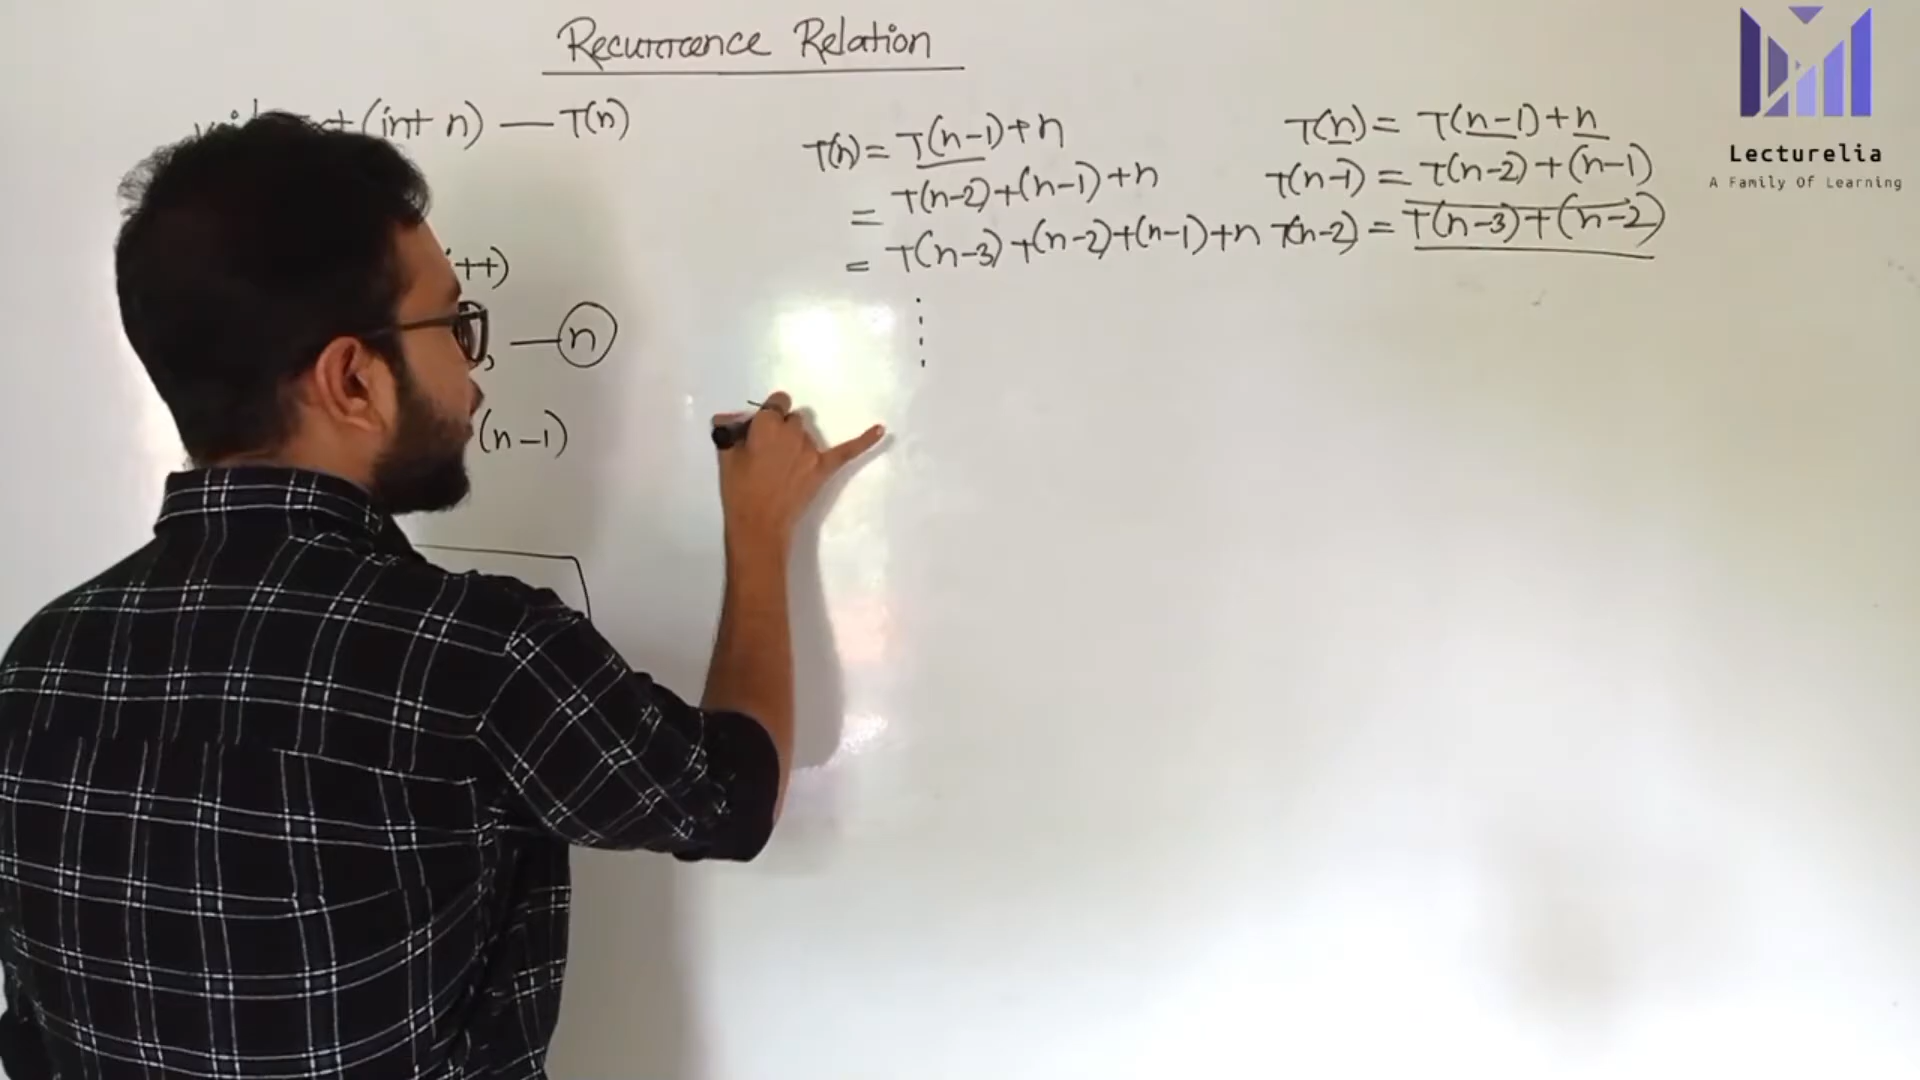 Recurrence Relation
(int n) — T(n)
++)
— n
(n-1)
T(n) = T(n-1)+n
= T(n-2)+(n-1)+n
= T(n-3)+(n-2)+(n-1)+n
T(n) = T(n-1)+n
T(n-1) = T(n-2)+(n-1)
T(n-2) = T(n-3)+(n-2)
Lecturelia
A Family Of Learning